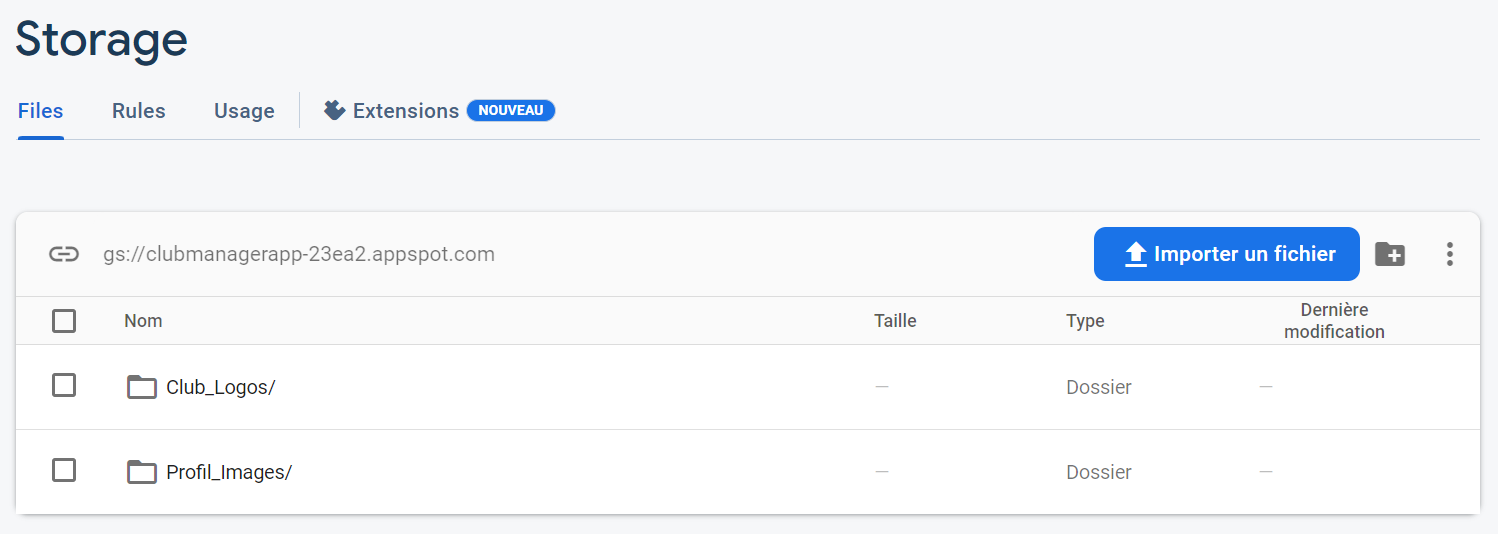 Storage
Files Rules Usage Extensions NOUVEAU
gs://clubmanagerapp-23ea2.appspot.com Importer un fichier
Nom Taille Type Dernière modification
Club_Logos/ — Dossier —
Profil_Images/ — Dossier —